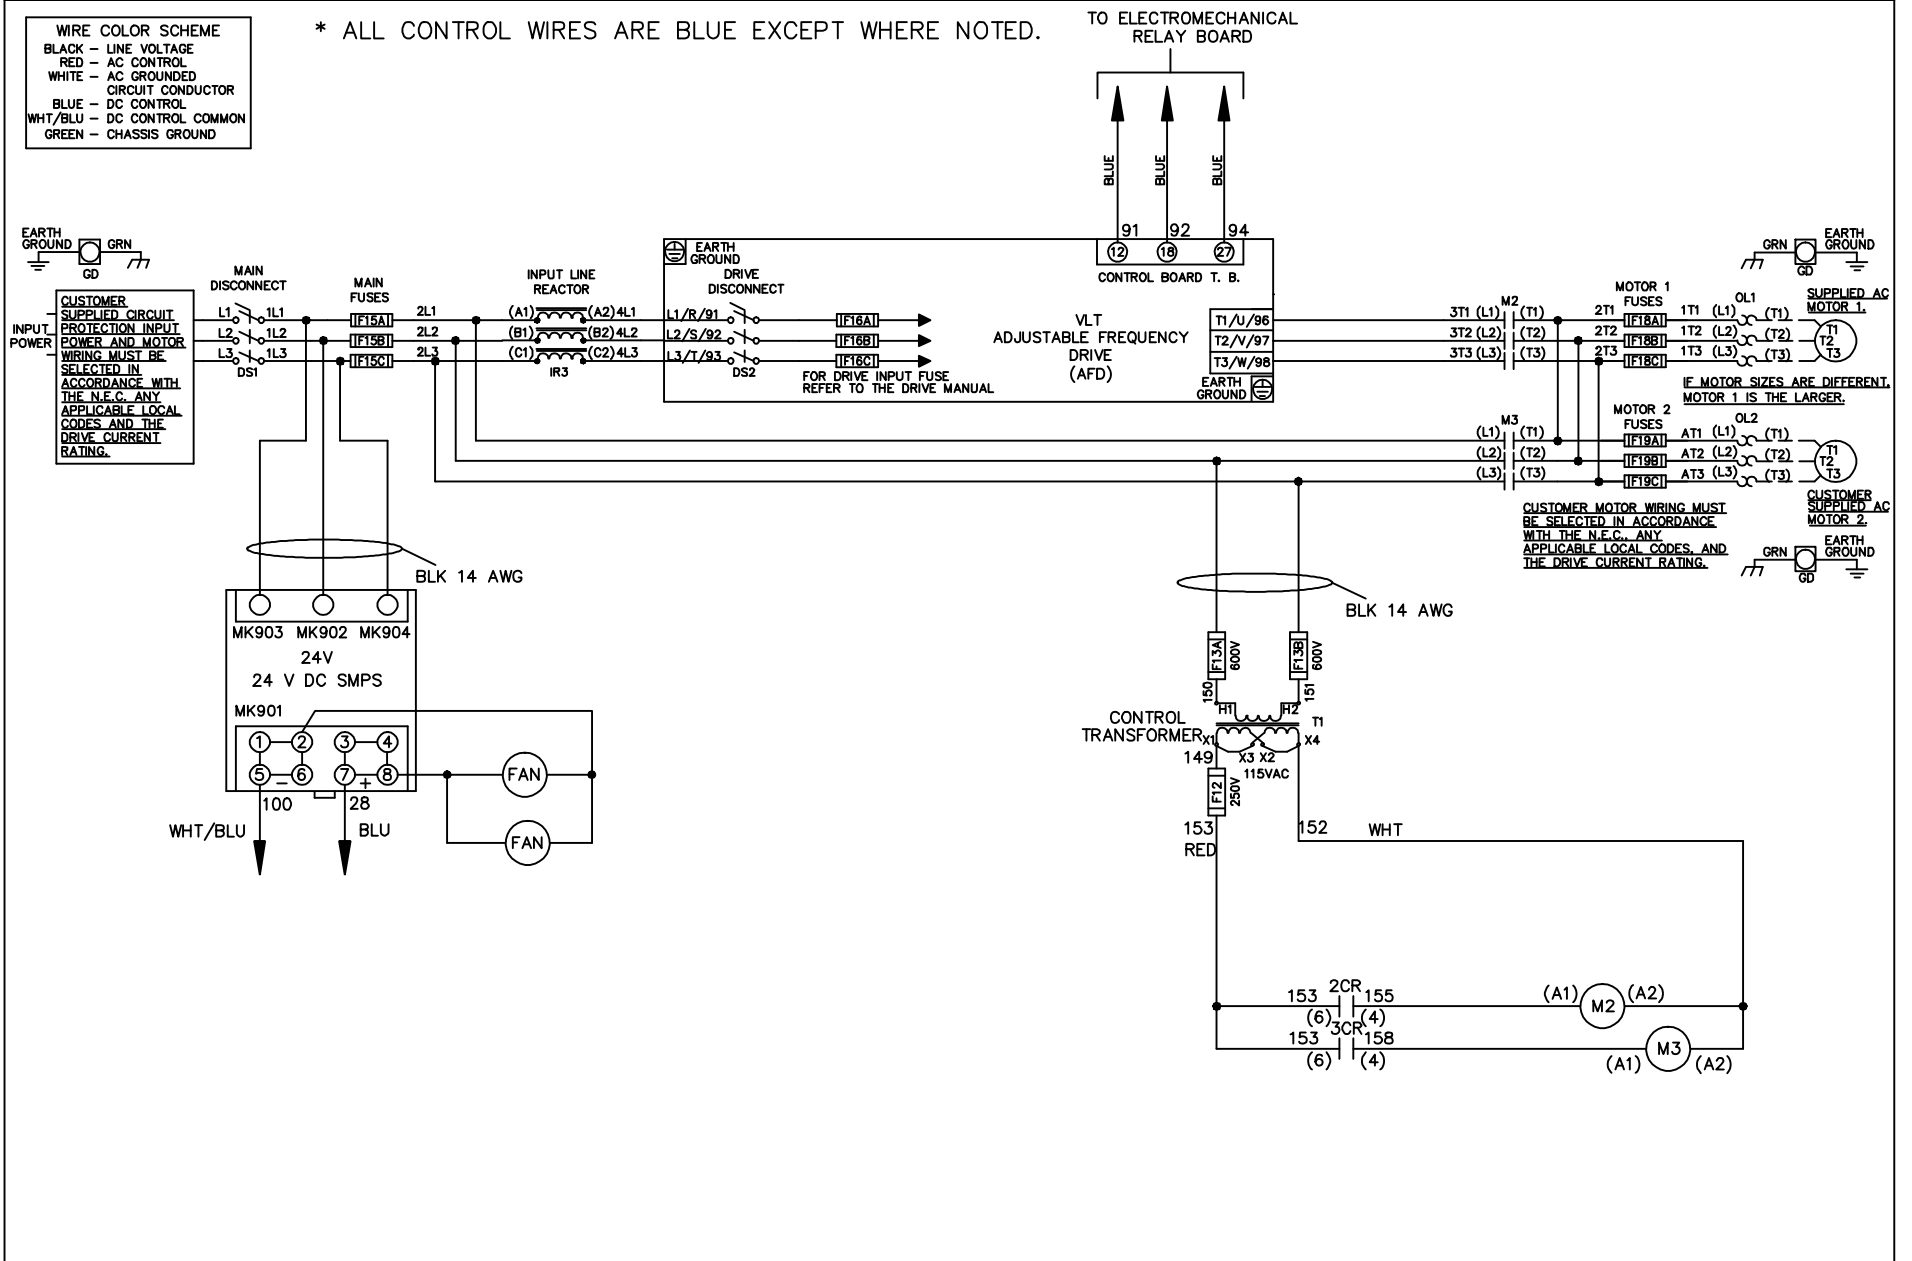 WIRE COLOR SCHEME
BLACK – LINE VOLTAGE
RED – AC CONTROL
WHITE – AC GROUNDED
CIRCUIT CONDUCTOR
BLUE – DC CONTROL
WHT/BLU – DC CONTROL COMMON
GREEN – CHASSIS GROUND
* ALL CONTROL WIRES ARE BLUE EXCEPT WHERE NOTED.
TO ELECTROMECHANICAL
RELAY BOARD
BLUE
BLUE
BLUE
91 92 94
12 18 27
CONTROL BOARD T. B.
EARTH
GROUND
GRN
GD
INPUT
POWER
CUSTOMER
SUPPLIED CIRCUIT
PROTECTION INPUT
POWER AND MOTOR
WIRING MUST BE
SELECTED IN
ACCORDANCE WITH
THE N.E.C. ANY
APPLICABLE LOCAL
CODES AND THE
DRIVE CURRENT
RATING.
MAIN
DISCONNECT
L1 1L1
L2 1L2
L3 1L3
DS1
MAIN
FUSES
F15A
F15B
F15C
2L1
2L2
2L3
INPUT LINE
REACTOR
(A1) (A2) 4L1
(B1) (B2) 4L2
(C1) (C2) 4L3
IR3
EARTH
GROUND
DRIVE
DISCONNECT
L1/R/91
L2/S/92
L3/T/93
DS2
F16A
F16B
F16C
FOR DRIVE INPUT FUSE
REFER TO THE DRIVE MANUAL
VLT
ADJUSTABLE FREQUENCY
DRIVE
(AFD)
T1/U/96
T2/V/97
T3/W/98
EARTH
GROUND
M2
3T1 (L1) (T1)
3T2 (L2) (T2)
3T3 (L3) (T3)
MOTOR 1
FUSES
2T1 F18A 1T1 (L1)
2T2 F18B 1T2 (L2)
2T3 F18C 1T3 (L3)
OL1
(T1)
(T2)
(T3)
GRN
GD
EARTH
GROUND
SUPPLIED AC
MOTOR 1.
T1
T2
T3
IF MOTOR SIZES ARE DIFFERENT,
MOTOR 1 IS THE LARGER.
M3
(L1) (T1)
(L2) (T2)
(L3) (T3)
MOTOR 2
FUSES
F19A AT1 (L1)
F19B AT2 (L2)
F19C AT3 (L3)
OL2
(T1)
(T2)
(T3)
T1
T2
T3
CUSTOMER
SUPPLIED AC
MOTOR 2.
CUSTOMER MOTOR WIRING MUST
BE SELECTED IN ACCORDANCE
WITH THE N.E.C., ANY
APPLICABLE LOCAL CODES, AND
THE DRIVE CURRENT RATING.
GRN
GD
EARTH
GROUND
BLK 14 AWG
MK903 MK902 MK904
24V
24 V DC SMPS
MK901
1 2 3 4
5 – 6 7 + 8
100 28
WHT/BLU
BLU
FAN
FAN
BLK 14 AWG
F13A
600V
F13B
600V
150
151
H1 H2
T1
CONTROL
TRANSFORMER
X1 X3 X2 X4
149
115VAC
F12
250V
153
RED
152
WHT
153 2CR 155
(6) (4)
(A1) M2 (A2)
153 3CR 158
(6) (4)
(A1) M3 (A2)